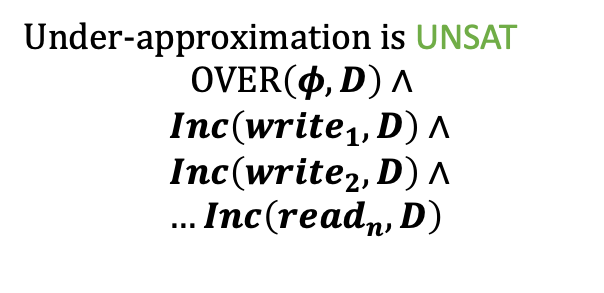 Under-approximation is UNSAT
OVER(ϕ, D) ∧
Inc(write₁, D) ∧
Inc(write₂, D) ∧
... Inc(readₙ, D)